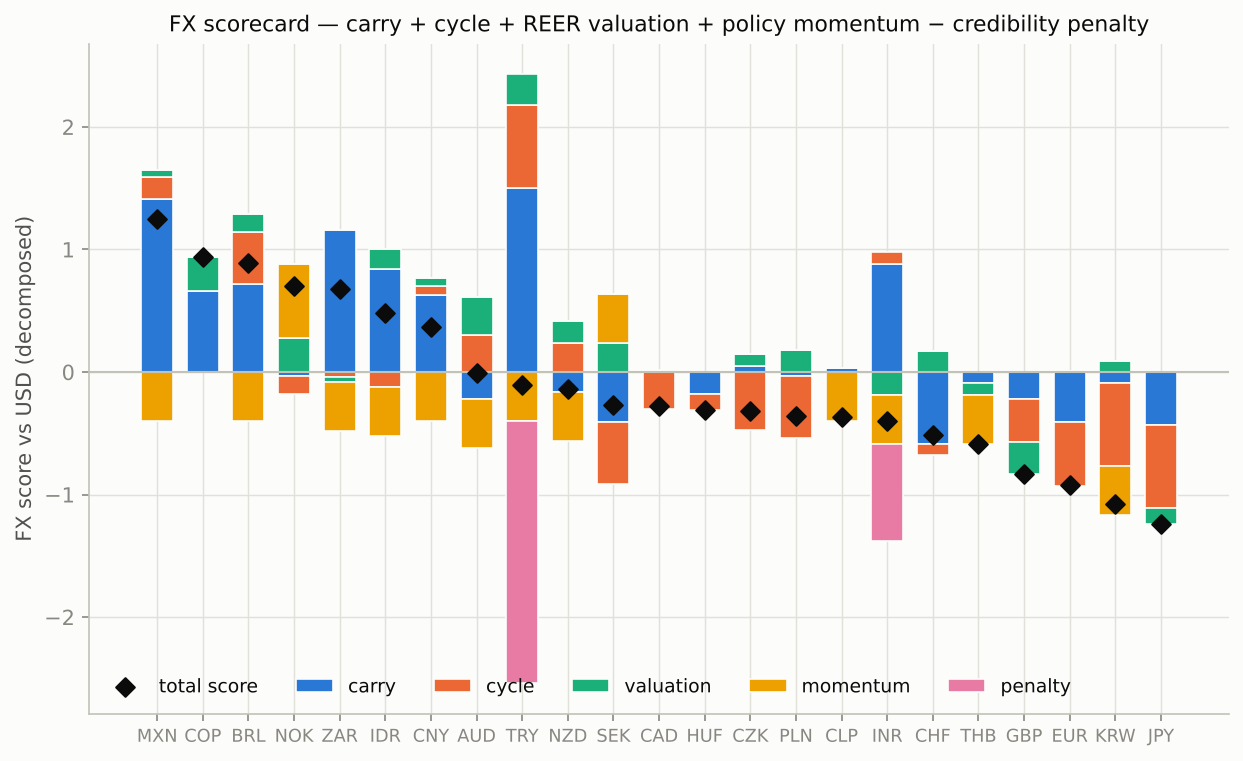 FX scorecard — carry + cycle + REER valuation + policy momentum − credibility penalty
FX score vs USD (decomposed)
2
1
0
−1
−2
total score carry cycle valuation momentum penalty
MXN COP BRL NOK ZAR IDR CNY AUD TRY NZD SEK CAD HUF CZK PLN CLP INR CHF THB GBP EUR KRW JPY